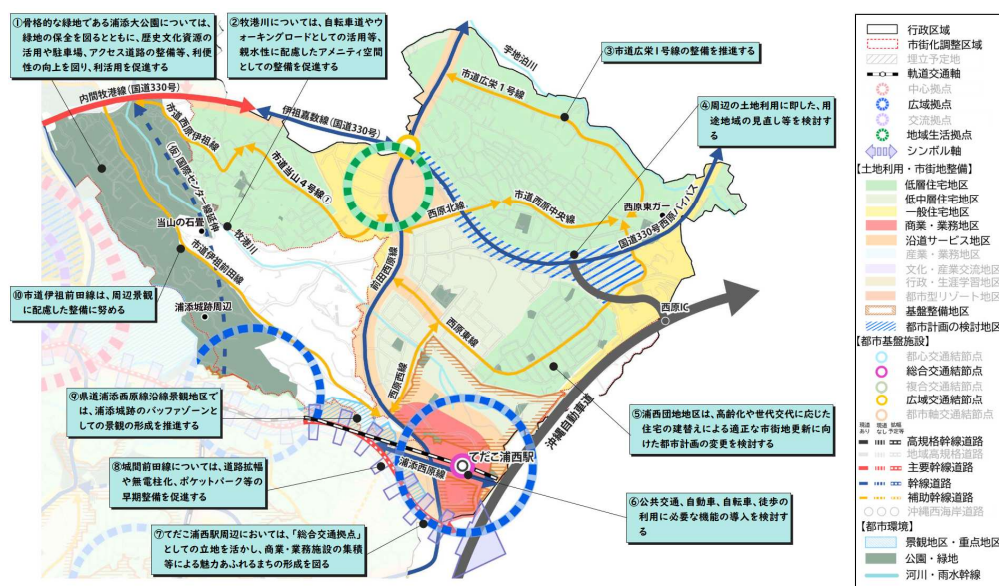 ①骨格的な緑地である浦添大公園については、
緑地の保全を図るとともに、歴史文化資源の
活用や駐車場、アクセス道路の整備等、利便
性の向上を図り、利活用を促進する
②牧港川については、自転車道やウ
ォーキングロードとしての活用等、
親水性に配慮したアメニティ空間
としての整備を促進する
③市道広栄1号線の整備を推進する
④周辺の土地利用に即した、用
途地域の見直し等を検討す
る
内間牧港線(国道330号)
伊祖嘉数線(国道330号)
宇地泊川
市道広栄1号線
市道西原伊祖線
市道当山4号線①
(仮)国際センター線延伸
当山の石畳
牧港川
市道伊祖前田線
西原北線
市道西原中央線
西原東ガー
国道330号西原バイパス
前田西原線
⑩市道伊祖前田線は、周辺景観
に配慮した整備に努める
浦添城跡周辺
西原東線
西原西線
西原IC
沖縄自動車道
⑨県道浦添西原線沿線景観地区で
は、浦添城跡のバッファゾーンと
しての景観の形成を推進する
⑤浦西団地地区は、高齢化や世代交代に応じた
住宅の建替えによる適正な市街地更新に向
けた都市計画の変更を検討する
てだこ浦西駅
浦添西原線
⑧城間前田線については、道路拡幅
や無電柱化、ポケットパーク等の
早期整備を促進する
⑥公共交通、自動車、自転車、徒歩の
利用に必要な機能の導入を検討す
る
⑦てだこ浦西駅周辺においては、「総合交通拠点」
としての立地を活かし、商業・業務施設の集積
等による魅力あふれるまちの形成を図る
行政区域
市街化調整区域
埋立予定地
軌道交通軸
中心拠点
広域拠点
交流拠点
地域生活拠点
シンボル軸
【土地利用・市街地整備】
低層住宅地区
低中層住宅地区
一般住宅地区
商業・業務地区
沿道サービス地区
産業・業務地区
文化・産業交流地区
行政・生涯学習地区
都市型リゾート地区
基盤整備地区
都市計画の検討地区
【都市基盤施設】
都心交通結節点
総合交通結節点
複合交通結節点
広域交通結節点
都市軸交通結節点
現道あり 現道なし 拡幅予定等
高規格幹線道路
地域高規格道路
主要幹線道路
幹線道路
補助幹線道路
沖縄西海岸道路
【都市環境】
景観地区・重点地区
公園・緑地
河川・雨水幹線